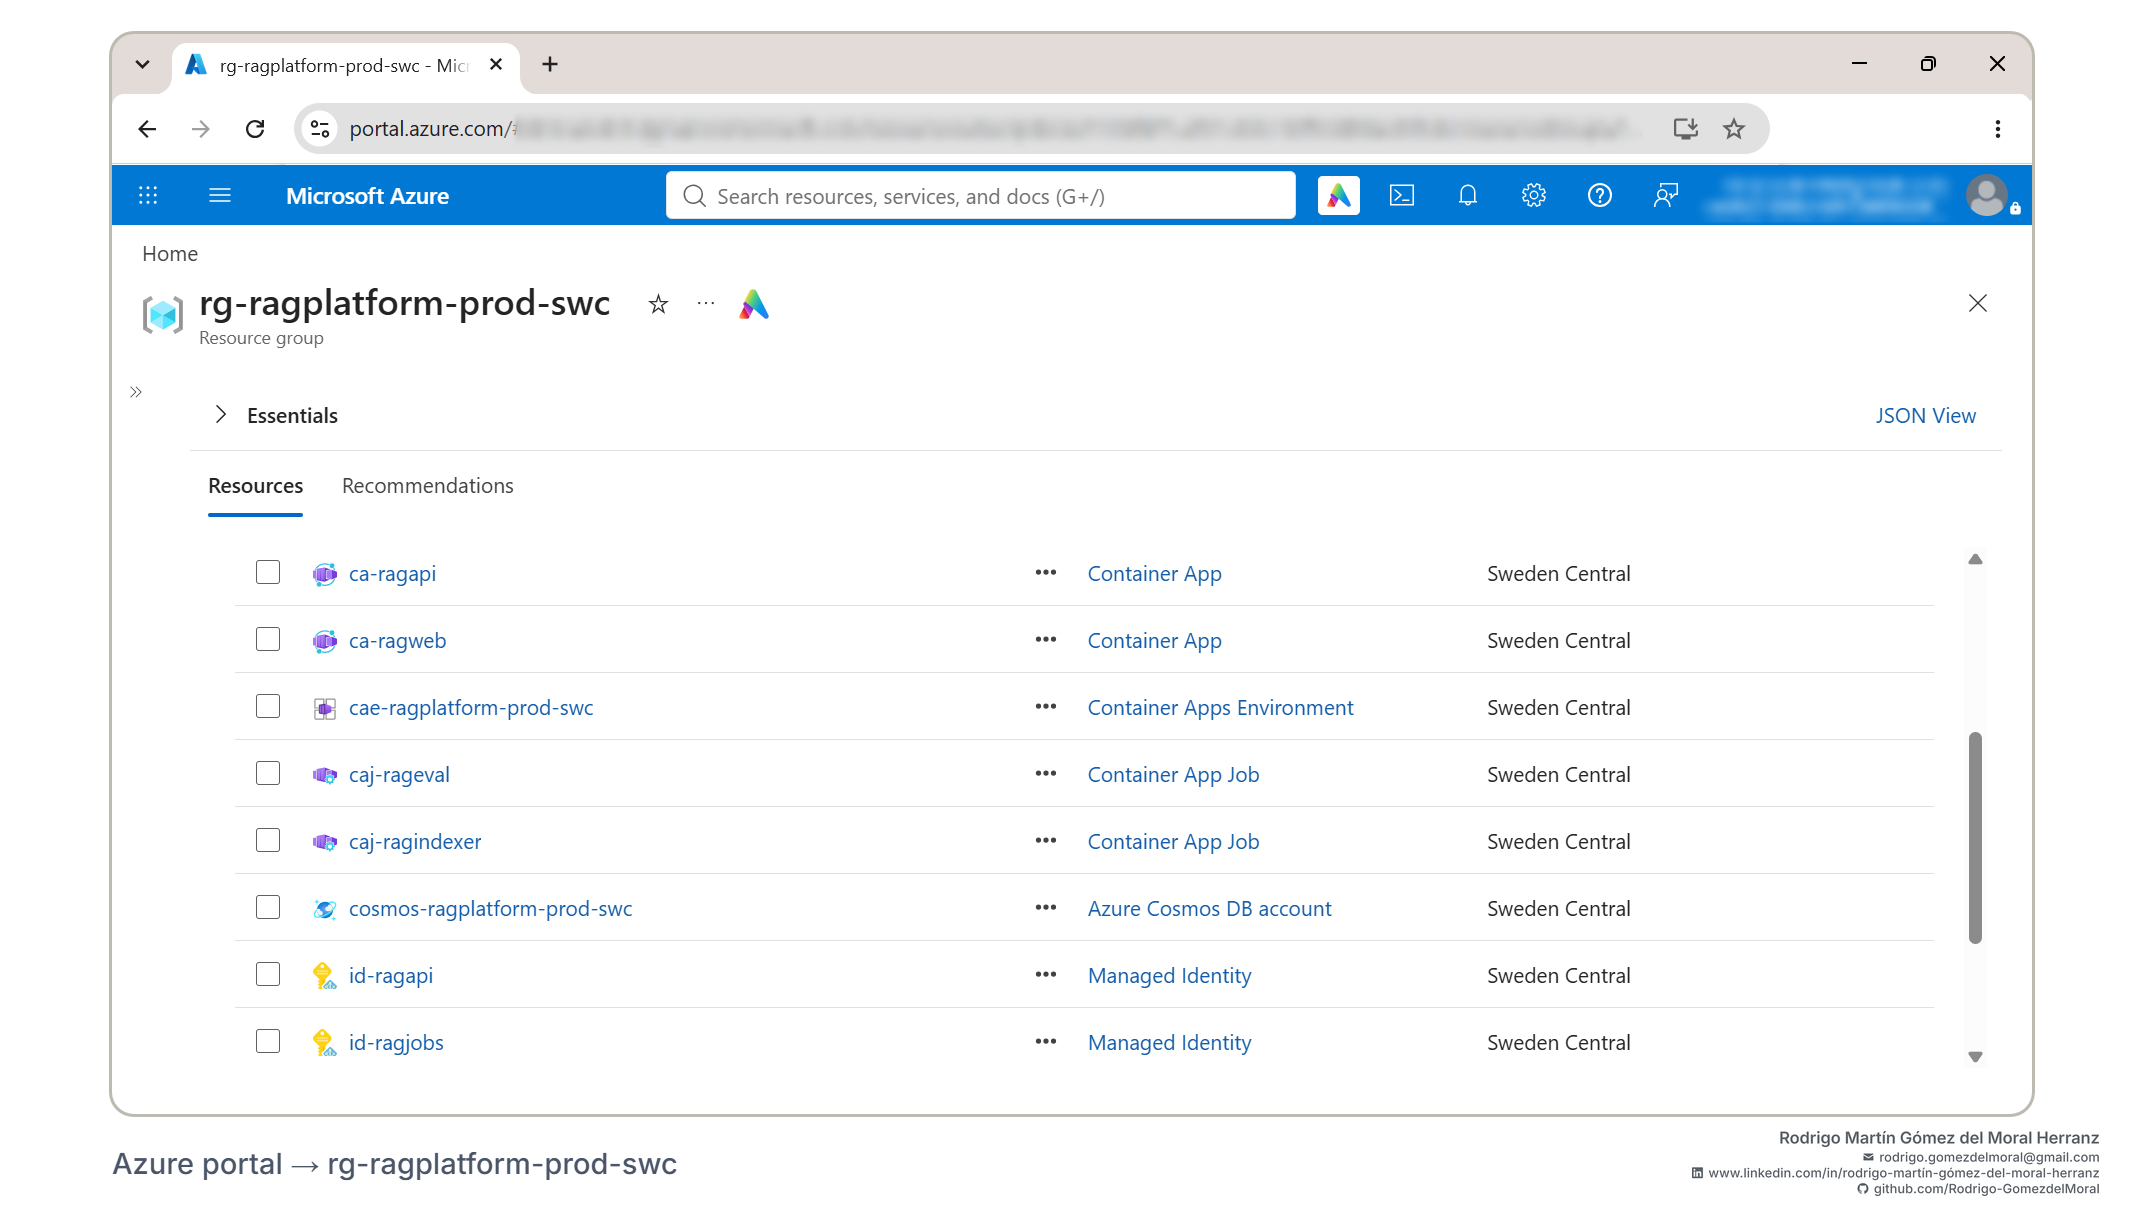 rg-ragplatform-prod-swc - Micr
portal.azure.com/#
Microsoft Azure
Search resources, services, and docs (G+/)
Home
rg-ragplatform-prod-swc
Resource group
Essentials
JSON View
Resources Recommendations
ca-ragapi Container App Sweden Central
ca-ragweb Container App Sweden Central
cae-ragplatform-prod-swc Container Apps Environment Sweden Central
caj-rageval Container App Job Sweden Central
caj-ragindexer Container App Job Sweden Central
cosmos-ragplatform-prod-swc Azure Cosmos DB account Sweden Central
id-ragapi Managed Identity Sweden Central
id-ragjobs Managed Identity Sweden Central
Azure portal → rg-ragplatform-prod-swc
Rodrigo Martín Gómez del Moral Herranz
rodrigo.gomezdelmoral@gmail.com
www.linkedin.com/in/rodrigo-martín-gómez-del-moral-herranz
github.com/Rodrigo-GomezdelMoral